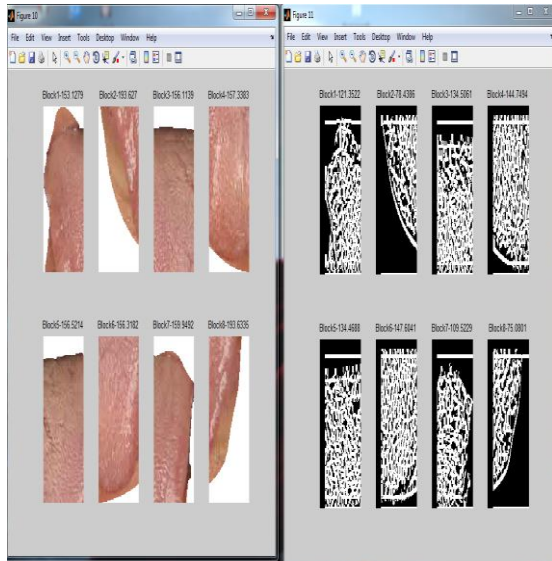 Figure 10
File Edit View Insert Tools Desktop Window Help
Block1-153.1279 Block2-193.627 Block3-156.1139 Block4-157.3383
Block5-156.5214 Block6-156.3182 Block7-159.9492 Block8-193.6335
Figure 11
File Edit View Insert Tools Desktop Window Help
Block1-121.3522 Block2-78.4386 Block3-134.5061 Block4-144.7494
Block5-134.4688 Block6-147.6041 Block7-109.5229 Block8-75.0801